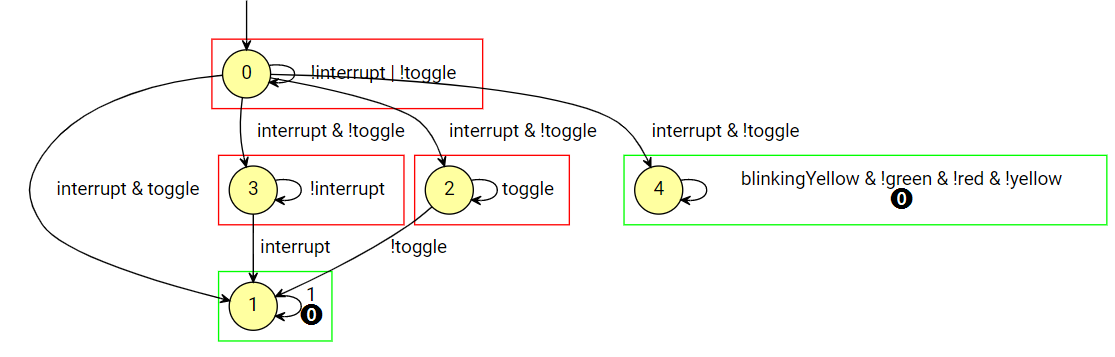 0
!interrupt | !toggle
interrupt & !toggle
interrupt & !toggle
interrupt & !toggle
interrupt & toggle
3
!interrupt
2
toggle
4
blinkingYellow & !green & !red & !yellow
0
interrupt
!toggle
1
1
0